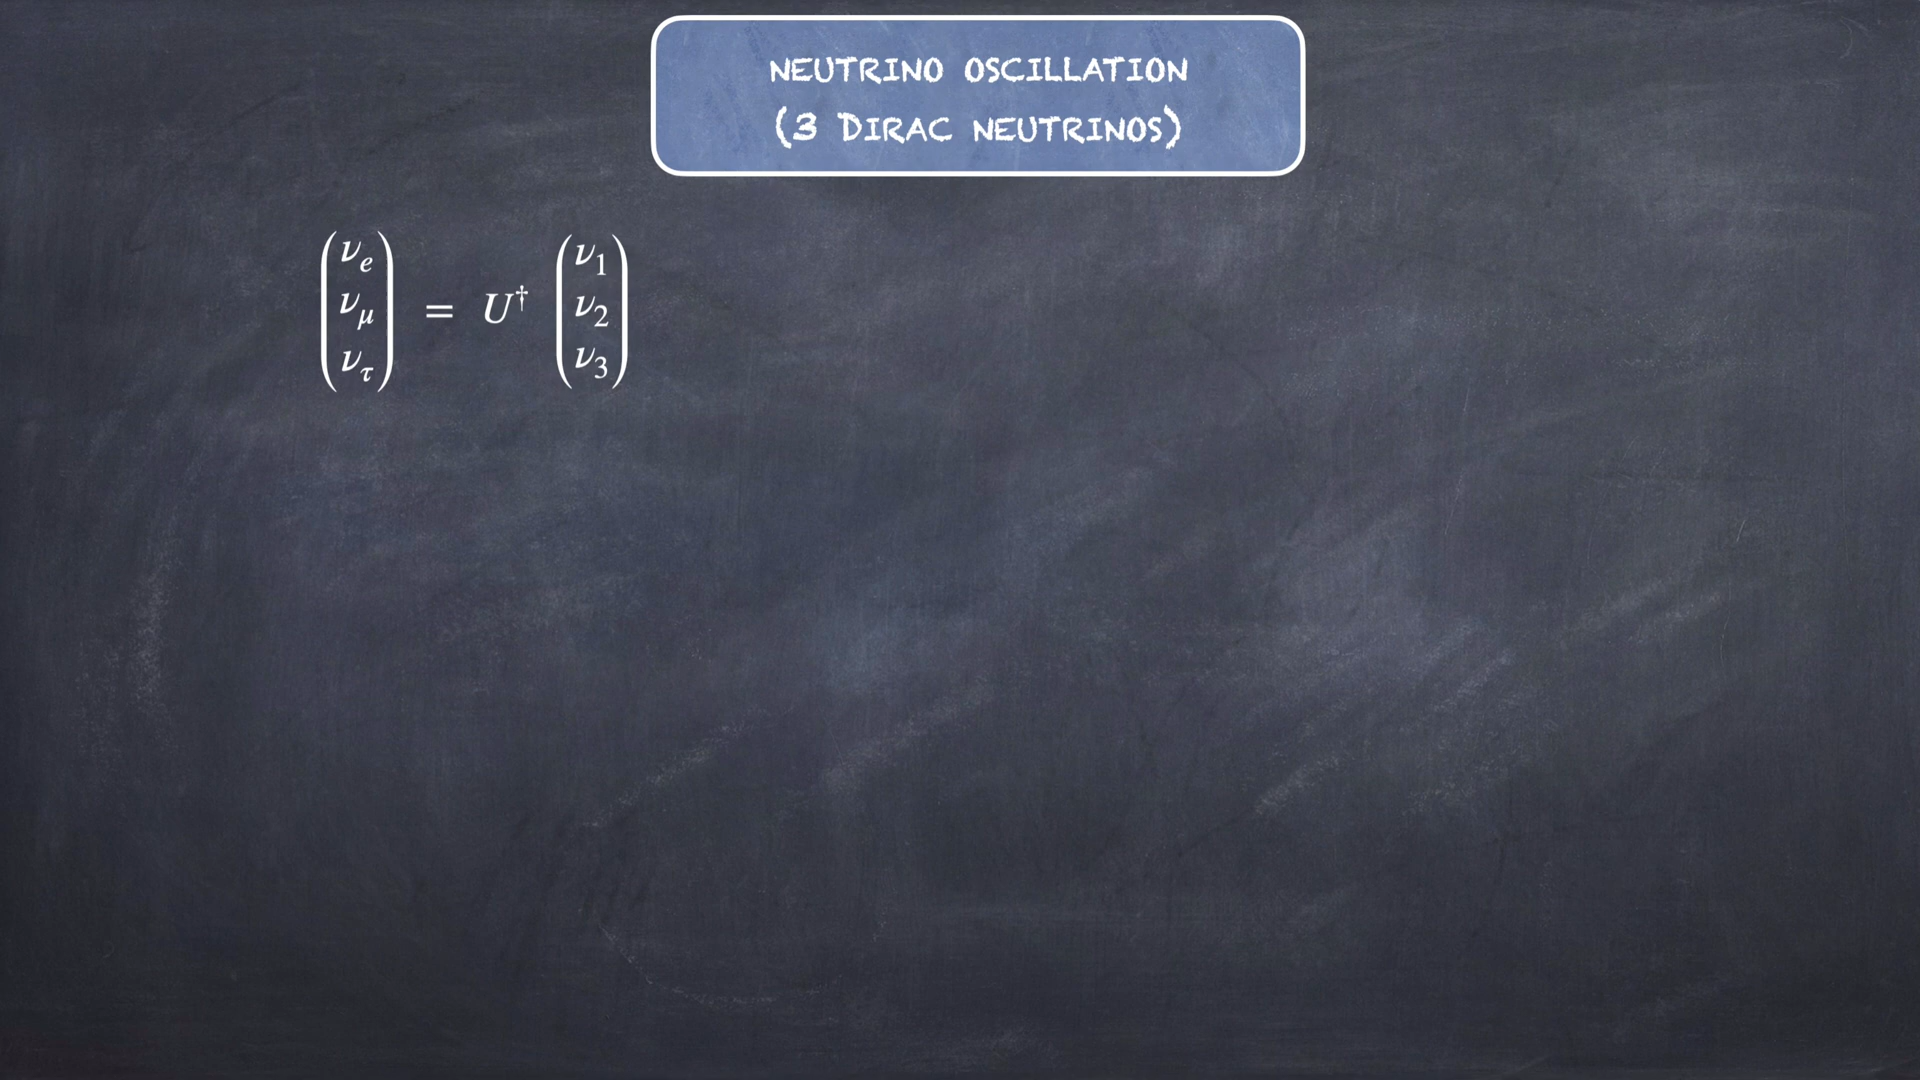 NEUTRINO OSCILLATION
(3 DIRAC NEUTRINOS)
(ν_e ν_μ ν_τ) = U† (ν_1 ν_2 ν_3)